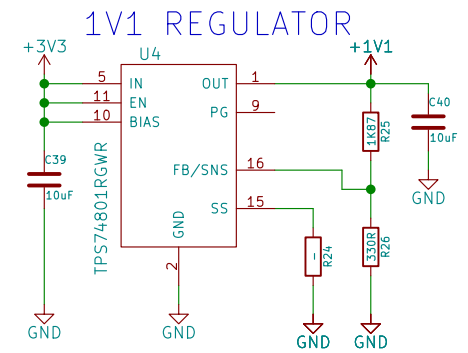 1V1 REGULATOR
+3V3
U4
+1V1
5 IN
11 EN
10 BIAS
OUT 1
PG 9
FB/SNS 16
SS 15
GND
2
TPS74801RGWR
C39
10uF
1K87
R25
C40
10uF
GND
–
R24
330R
R26
GND
GND
GND
GND